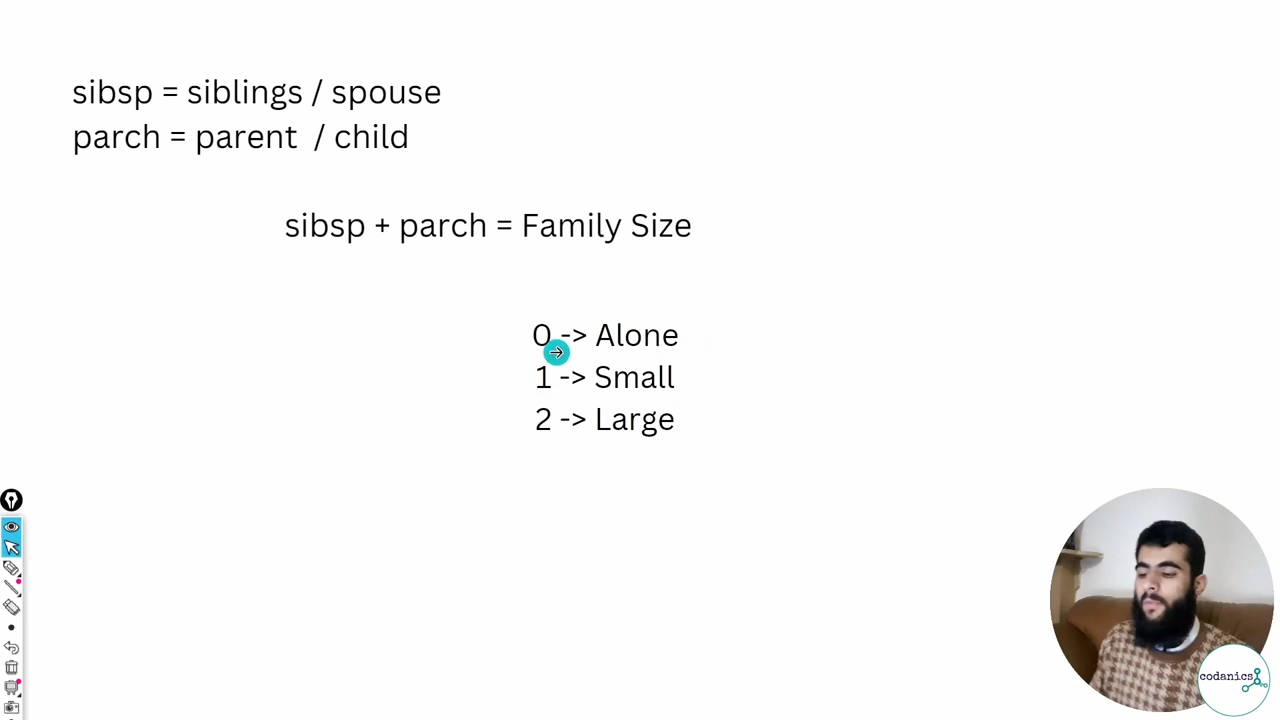 sibsp = siblings / spouse
parch = parent / child
sibsp + parch = Family Size
0 -> Alone
1 -> Small
2 -> Large
codanics